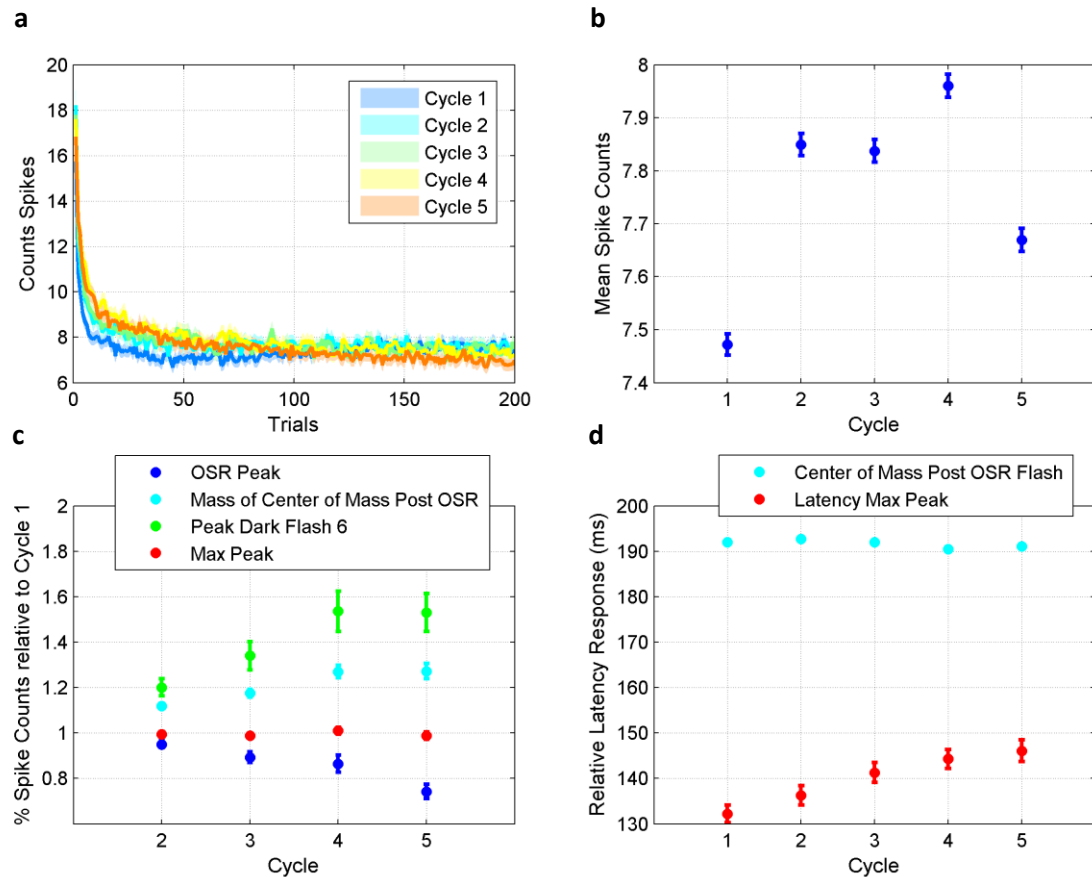 a
20
18
16
14
12
10
8
6
Counts Spikes
0 50 100 150 200
Trials
Cycle 1
Cycle 2
Cycle 3
Cycle 4
Cycle 5
b
8
7.9
7.8
7.7
7.6
7.5
7.4
Mean Spike Counts
1 2 3 4 5
Cycle
c
OSR Peak
Mass of Center of Mass Post OSR
Peak Dark Flash 6
Max Peak
2
1.8
1.6
1.4
1.2
1
0.8
% Spike Counts relative to Cycle 1
2 3 4 5
Cycle
d
Center of Mass Post OSR Flash
Latency Max Peak
200
190
180
170
160
150
140
130
Relative Latency Response (ms)
1 2 3 4 5
Cycle